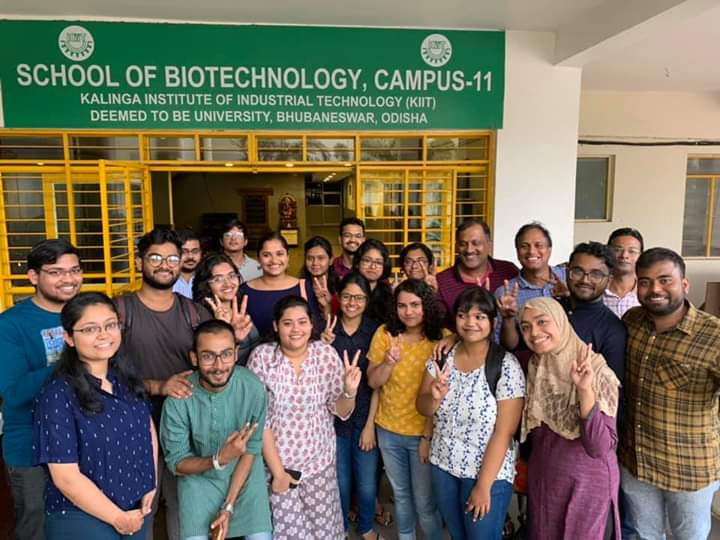 SCHOOL OF BIOTECHNOLOGY, CAMPUS-11
KALINGA INSTITUTE OF INDUSTRIAL TECHNOLOGY (KIIT)
DEEMED TO BE UNIVERSITY, BHUBANESWAR, ODISHA